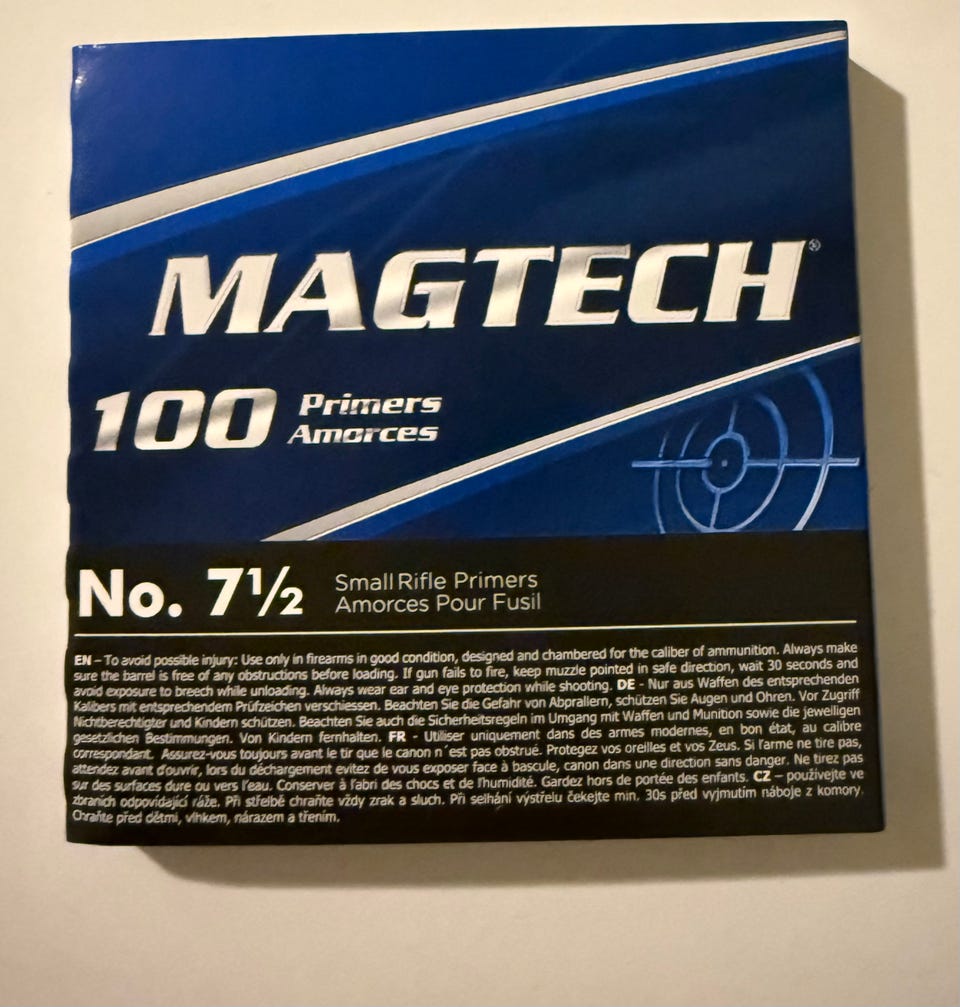 MAGTECH®
100 Primers
Amorces
No. 7½ Small Rifle Primers
Amorces Pour Fusil
EN – To avoid possible injury: Use only in firearms in good condition, designed and chambered for the caliber of ammunition. Always make
sure the barrel is free of any obstructions before loading. If gun fails to fire, keep muzzle pointed in safe direction, wait 30 seconds and
avoid exposure to breech while unloading. Always wear ear and eye protection while shooting. DE - Nur aus Waffen des entsprechenden
Kalibers mit entsprechendem Prüfzeichen verschiessen. Beachten Sie die Gefahr von Abprallern, schützen Sie Augen und Ohren. Vor Zugriff
Nichtberechtigter und Kindern schützen. Beachten Sie auch die Sicherheitsregeln im Umgang mit Waffen und Munition sowie die jeweiligen
gesetzlichen Bestimmungen. Von Kindern fernhalten. FR - Utiliser uniquement dans des armes modernes, en bon état, au calibre
correspondant. Assurez-vous toujours avant le tir que le canon n´est pas obstrué. Protegez vos oreilles et vos Zeus. Si l'arme ne tire pas,
attendez avant d'ouvrir, lors du déchargement evitez de vous exposer face à bascule, canon dans une direction sans danger. Ne tirez pas
sur des surfaces dure ou vers l'eau. Conserver à l'abri des chocs et de l'humidité. Gardez hors de portée des enfants. CZ – používejte ve
zbraních odpovídající ráže. Při střelbě chraňte vždy zrak a sluch. Při selhání výstřelu čekejte min. 30s před vyjmutím náboje z komory.
Chraňte před dětmi, vlhkem, nárazem a třením.